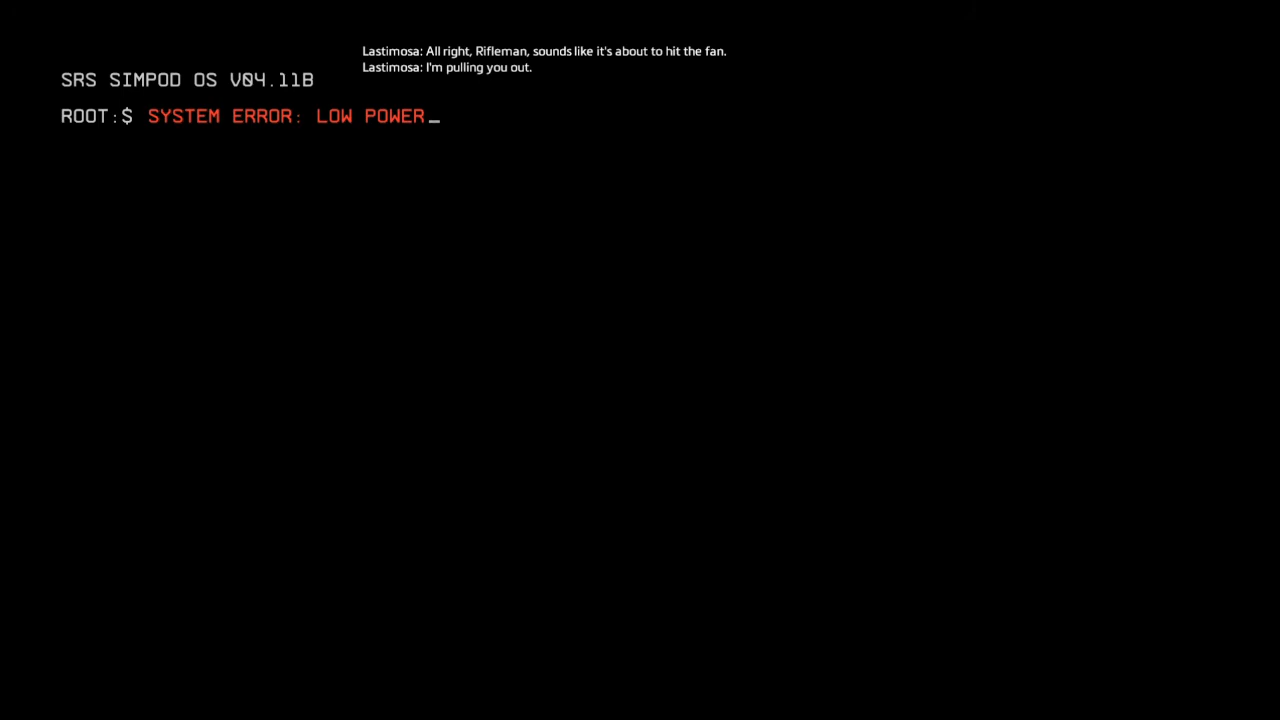 Lastimosa: All right, Rifleman, sounds like it's about to hit the fan.
Lastimosa: I'm pulling you out.
SRS SIMPOD OS V04.11B
ROOT:$ SYSTEM ERROR: LOW POWER_